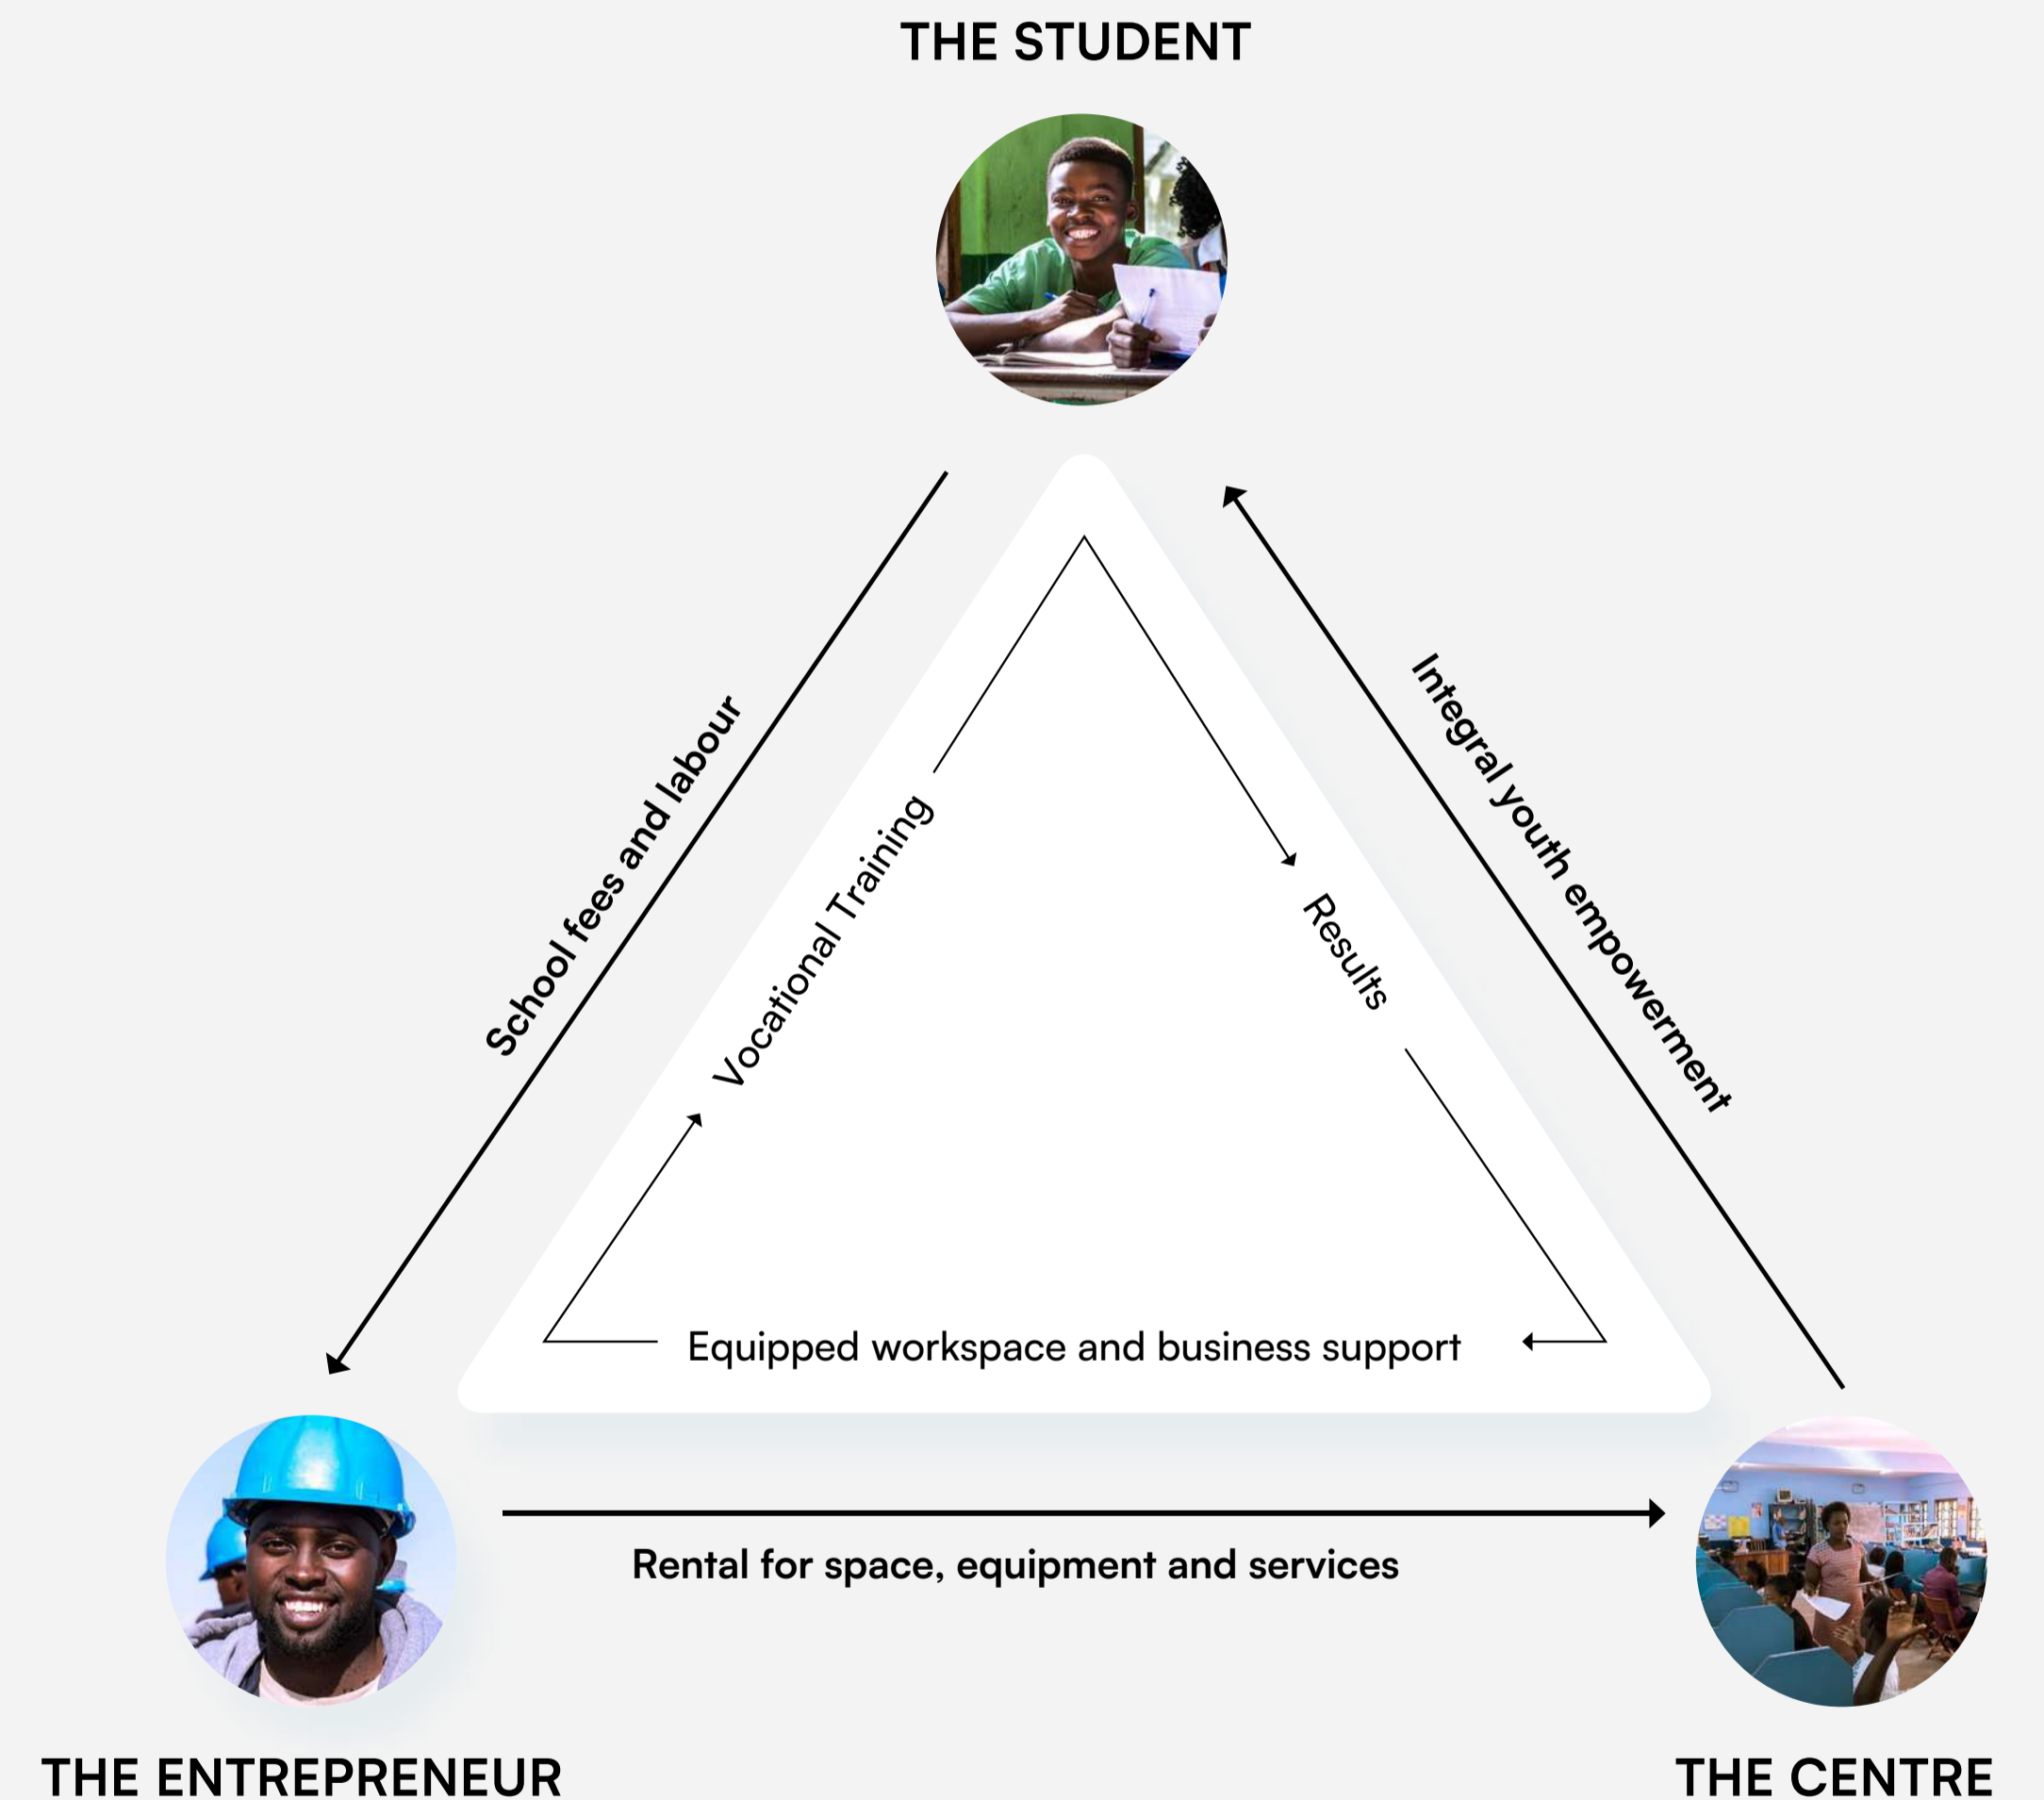 THE STUDENT
School fees and labour
Integral youth empowerment
Vocational Training
Results
Equipped workspace and business support
Rental for space, equipment and services
THE ENTREPRENEUR
THE CENTRE